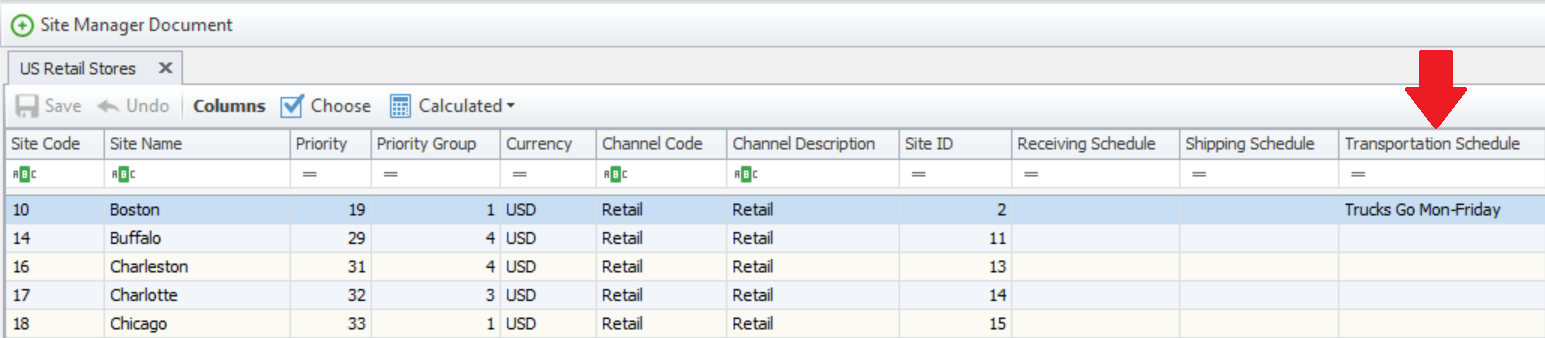 Site Manager Document
US Retail Stores
Save Undo Columns Choose Calculated
Site Code Site Name Priority Priority Group Currency Channel Code Channel Description Site ID Receiving Schedule Shipping Schedule Transportation Schedule
ABC ABC = = = ABC ABC = = = =
10 Boston 19 1 USD Retail Retail 2 Trucks Go Mon-Friday
14 Buffalo 29 4 USD Retail Retail 11
16 Charleston 31 4 USD Retail Retail 13
17 Charlotte 32 3 USD Retail Retail 14
18 Chicago 33 1 USD Retail Retail 15